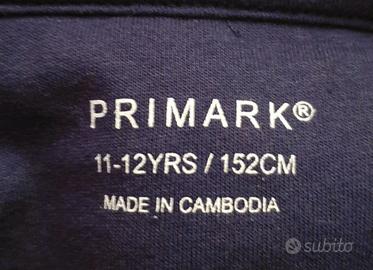 PRIMARK®
11-12YRS / 152CM
MADE IN CAMBODIA
subito